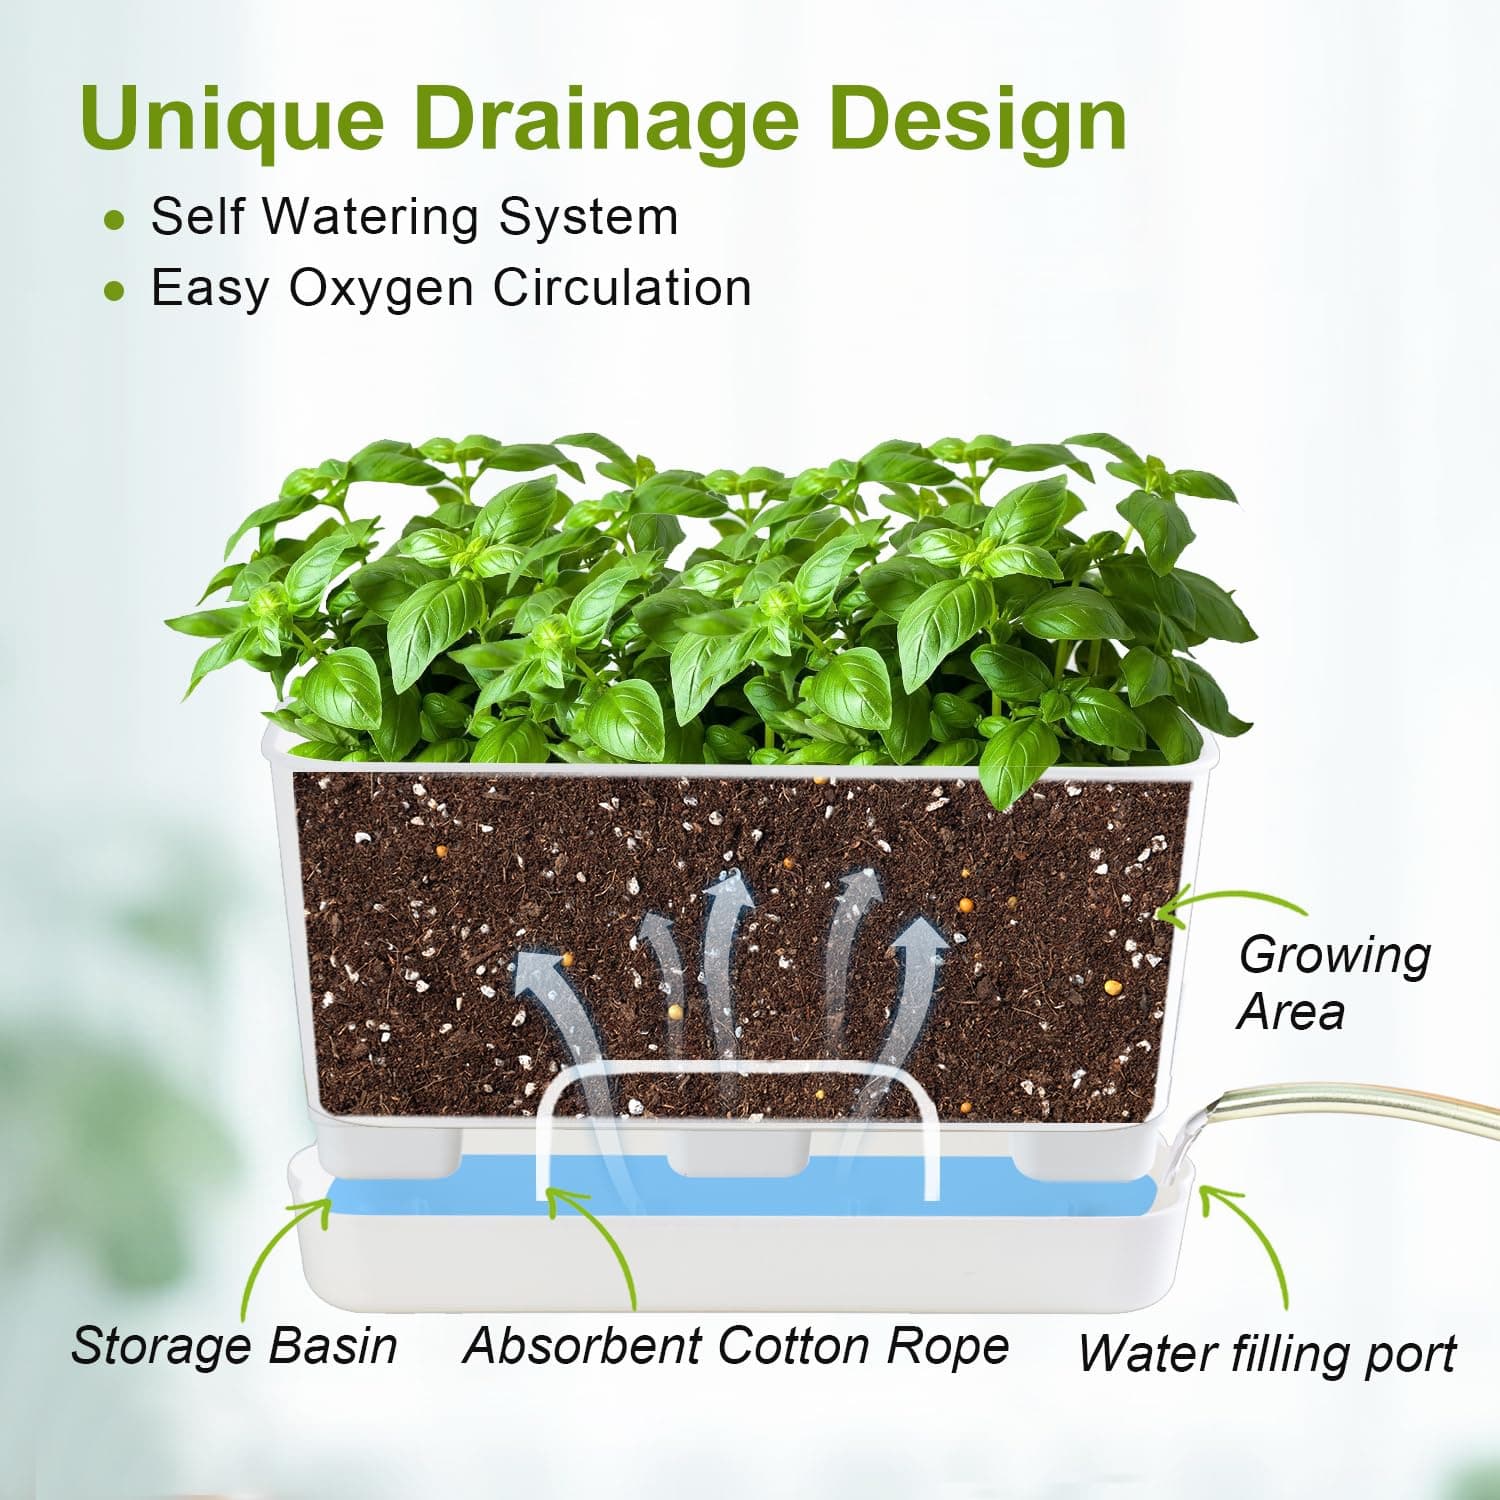 Unique Drainage Design
Self Watering System
Easy Oxygen Circulation
Growing
Area
Storage Basin
Absorbent Cotton Rope
Water filling port